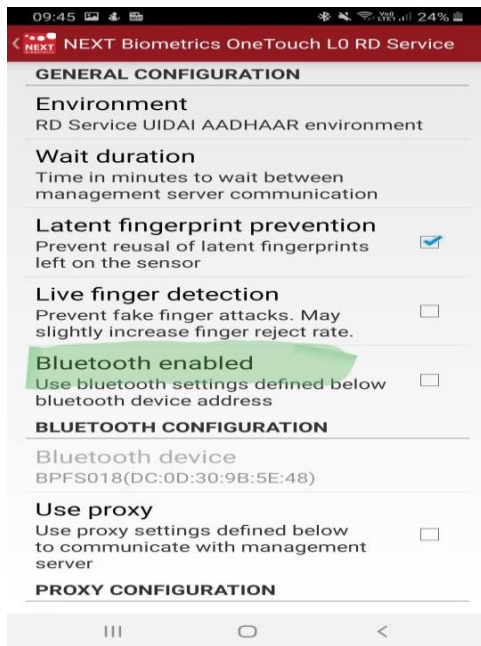 09:45 24%
NEXT NEXT Biometrics OneTouch L0 RD Service
GENERAL CONFIGURATION
Environment
RD Service UIDAI AADHAAR environment
Wait duration
Time in minutes to wait between
management server communication
Latent fingerprint prevention
Prevent reusal of latent fingerprints
left on the sensor
Live finger detection
Prevent fake finger attacks. May
slightly increase finger reject rate.
Bluetooth enabled
Use bluetooth settings defined below
bluetooth device address
BLUETOOTH CONFIGURATION
Bluetooth device
BPFS018(DC:0D:30:9B:5E:48)
Use proxy
Use proxy settings defined below
to communicate with management
server
PROXY CONFIGURATION